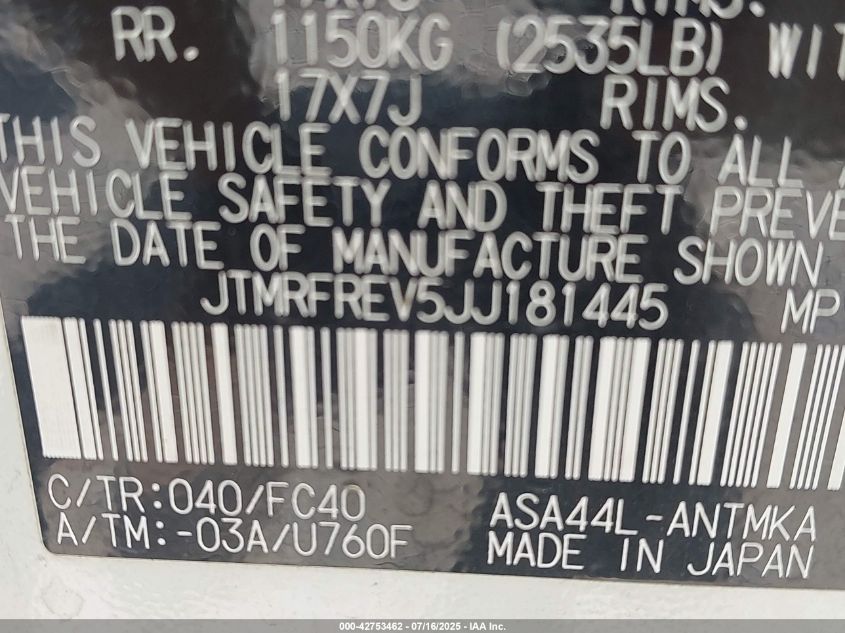 RIMS.
RR. 1150KG (2535LB) WIT
17X7J RIMS.
THIS VEHICLE CONFORMS TO ALL
VEHICLE SAFETY AND THEFT PREVE
THE DATE OF MANUFACTURE SHOWN
JTMRFREV5JJ181445 MP
C/TR:040/FC40 ASA44L-ANTMKA
A/TM:-03A/U760F MADE IN JAPAN
000-42753462 - 07/16/2025 - IAA Inc.